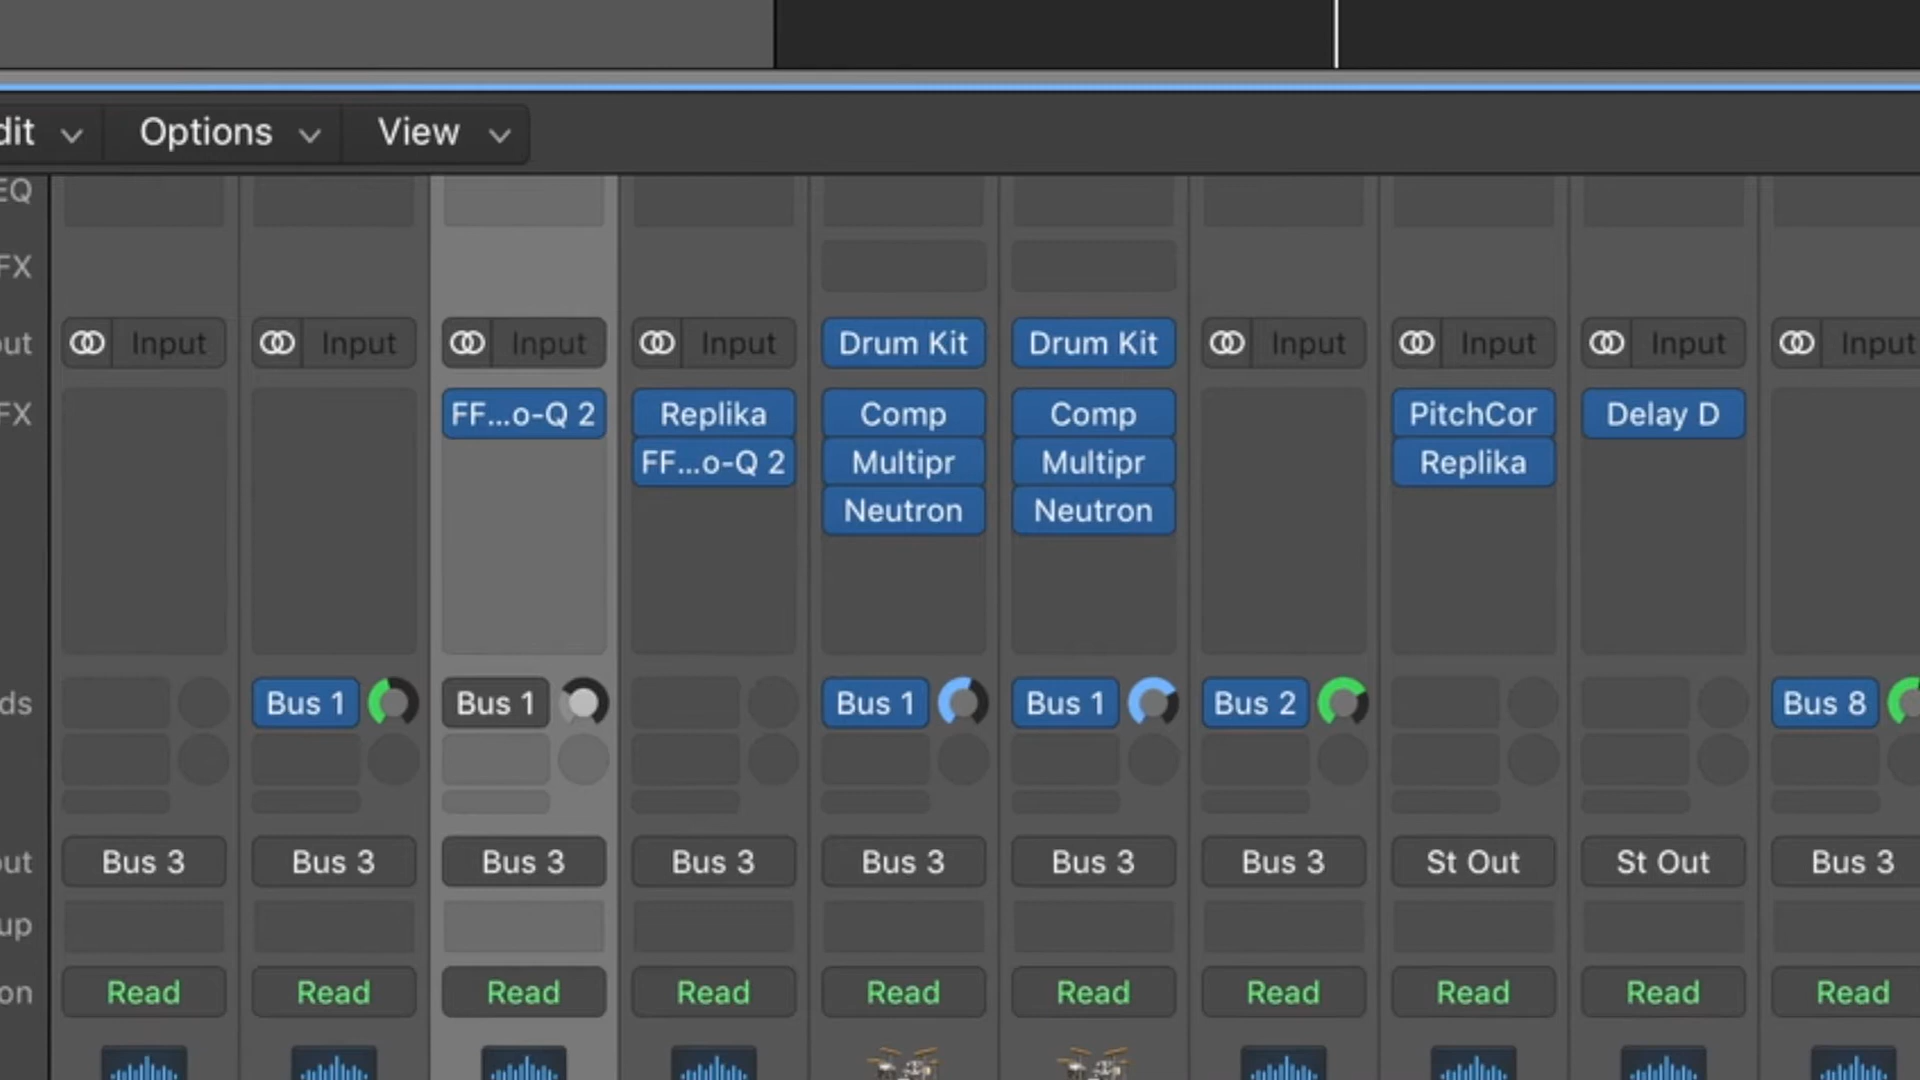 dit Options View
EQ
FX
out Input Input Input Input Drum Kit Drum Kit Input Input Input Input
FX FF...o-Q 2 Replika Comp Comp PitchCor Delay D
FF...o-Q 2 Multipr Multipr Replika
Neutron Neutron
ds Bus 1 Bus 1 Bus 1 Bus 1 Bus 2 Bus 8
out Bus 3 Bus 3 Bus 3 Bus 3 Bus 3 Bus 3 Bus 3 St Out St Out Bus 3
up
on Read Read Read Read Read Read Read Read Read Read